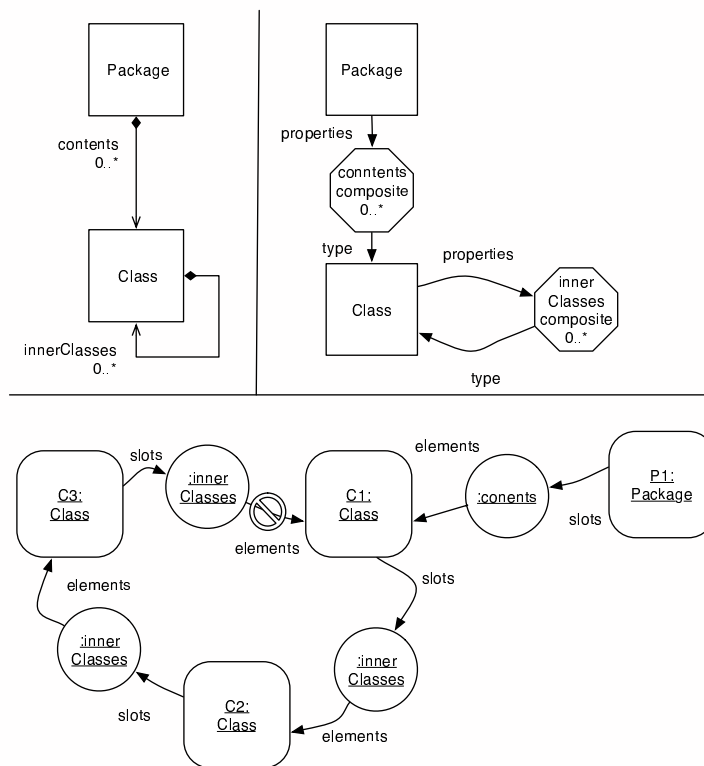 Package
contents
0..*
Class
innerClasses
0..*
Package
properties
conntents
composite
0..*
type
Class
properties
inner
Classes
composite
0..*
type
C3:
Class
slots
:inner
Classes
elements
C1:
Class
elements
:conents
slots
P1:
Package
slots
:inner
Classes
elements
C2:
Class
slots
:inner
Classes
elements